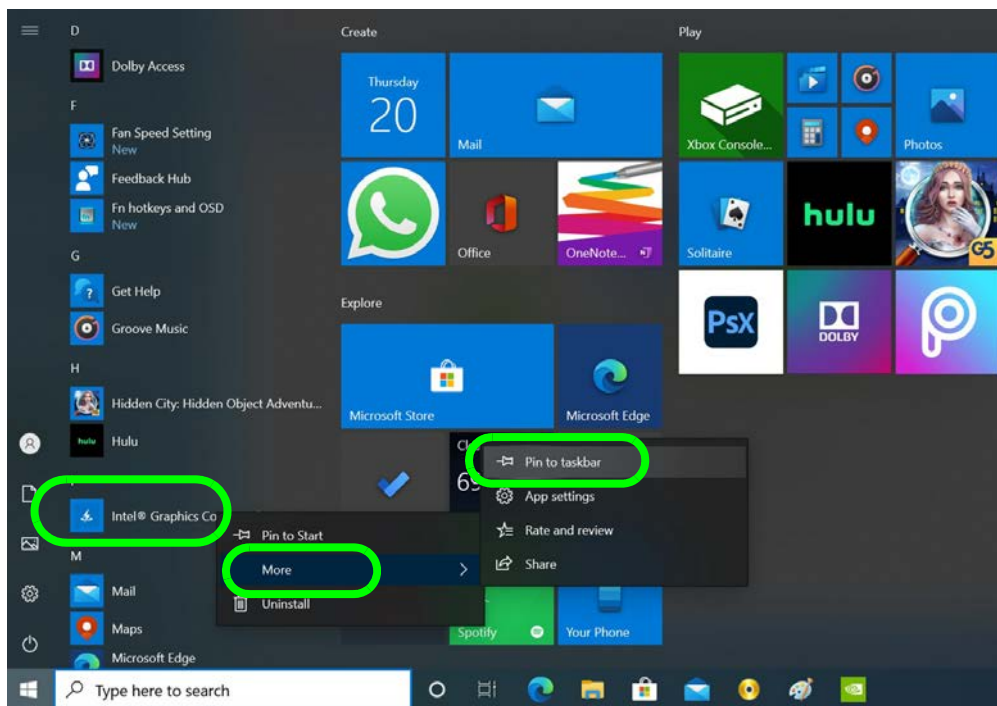 D
Dolby Access
F
Fan Speed Setting
New
Feedback Hub
Fn hotkeys and OSD
New
G
Get Help
Groove Music
H
Hidden City: Hidden Object Adventu...
hulu
Hulu
Intel® Graphics Co
M
Mail
Maps
Microsoft Edge
Create
Thursday
20
Mail
Office
OneNote...
Explore
Microsoft Store
Microsoft Edge
69
Spotify
Your Phone
Play
Xbox Console...
Photos
Solitaire
hulu
G5
PsX
DOLBY
Pin to Start
More
Uninstall
Pin to taskbar
App settings
Rate and review
Share
Type here to search